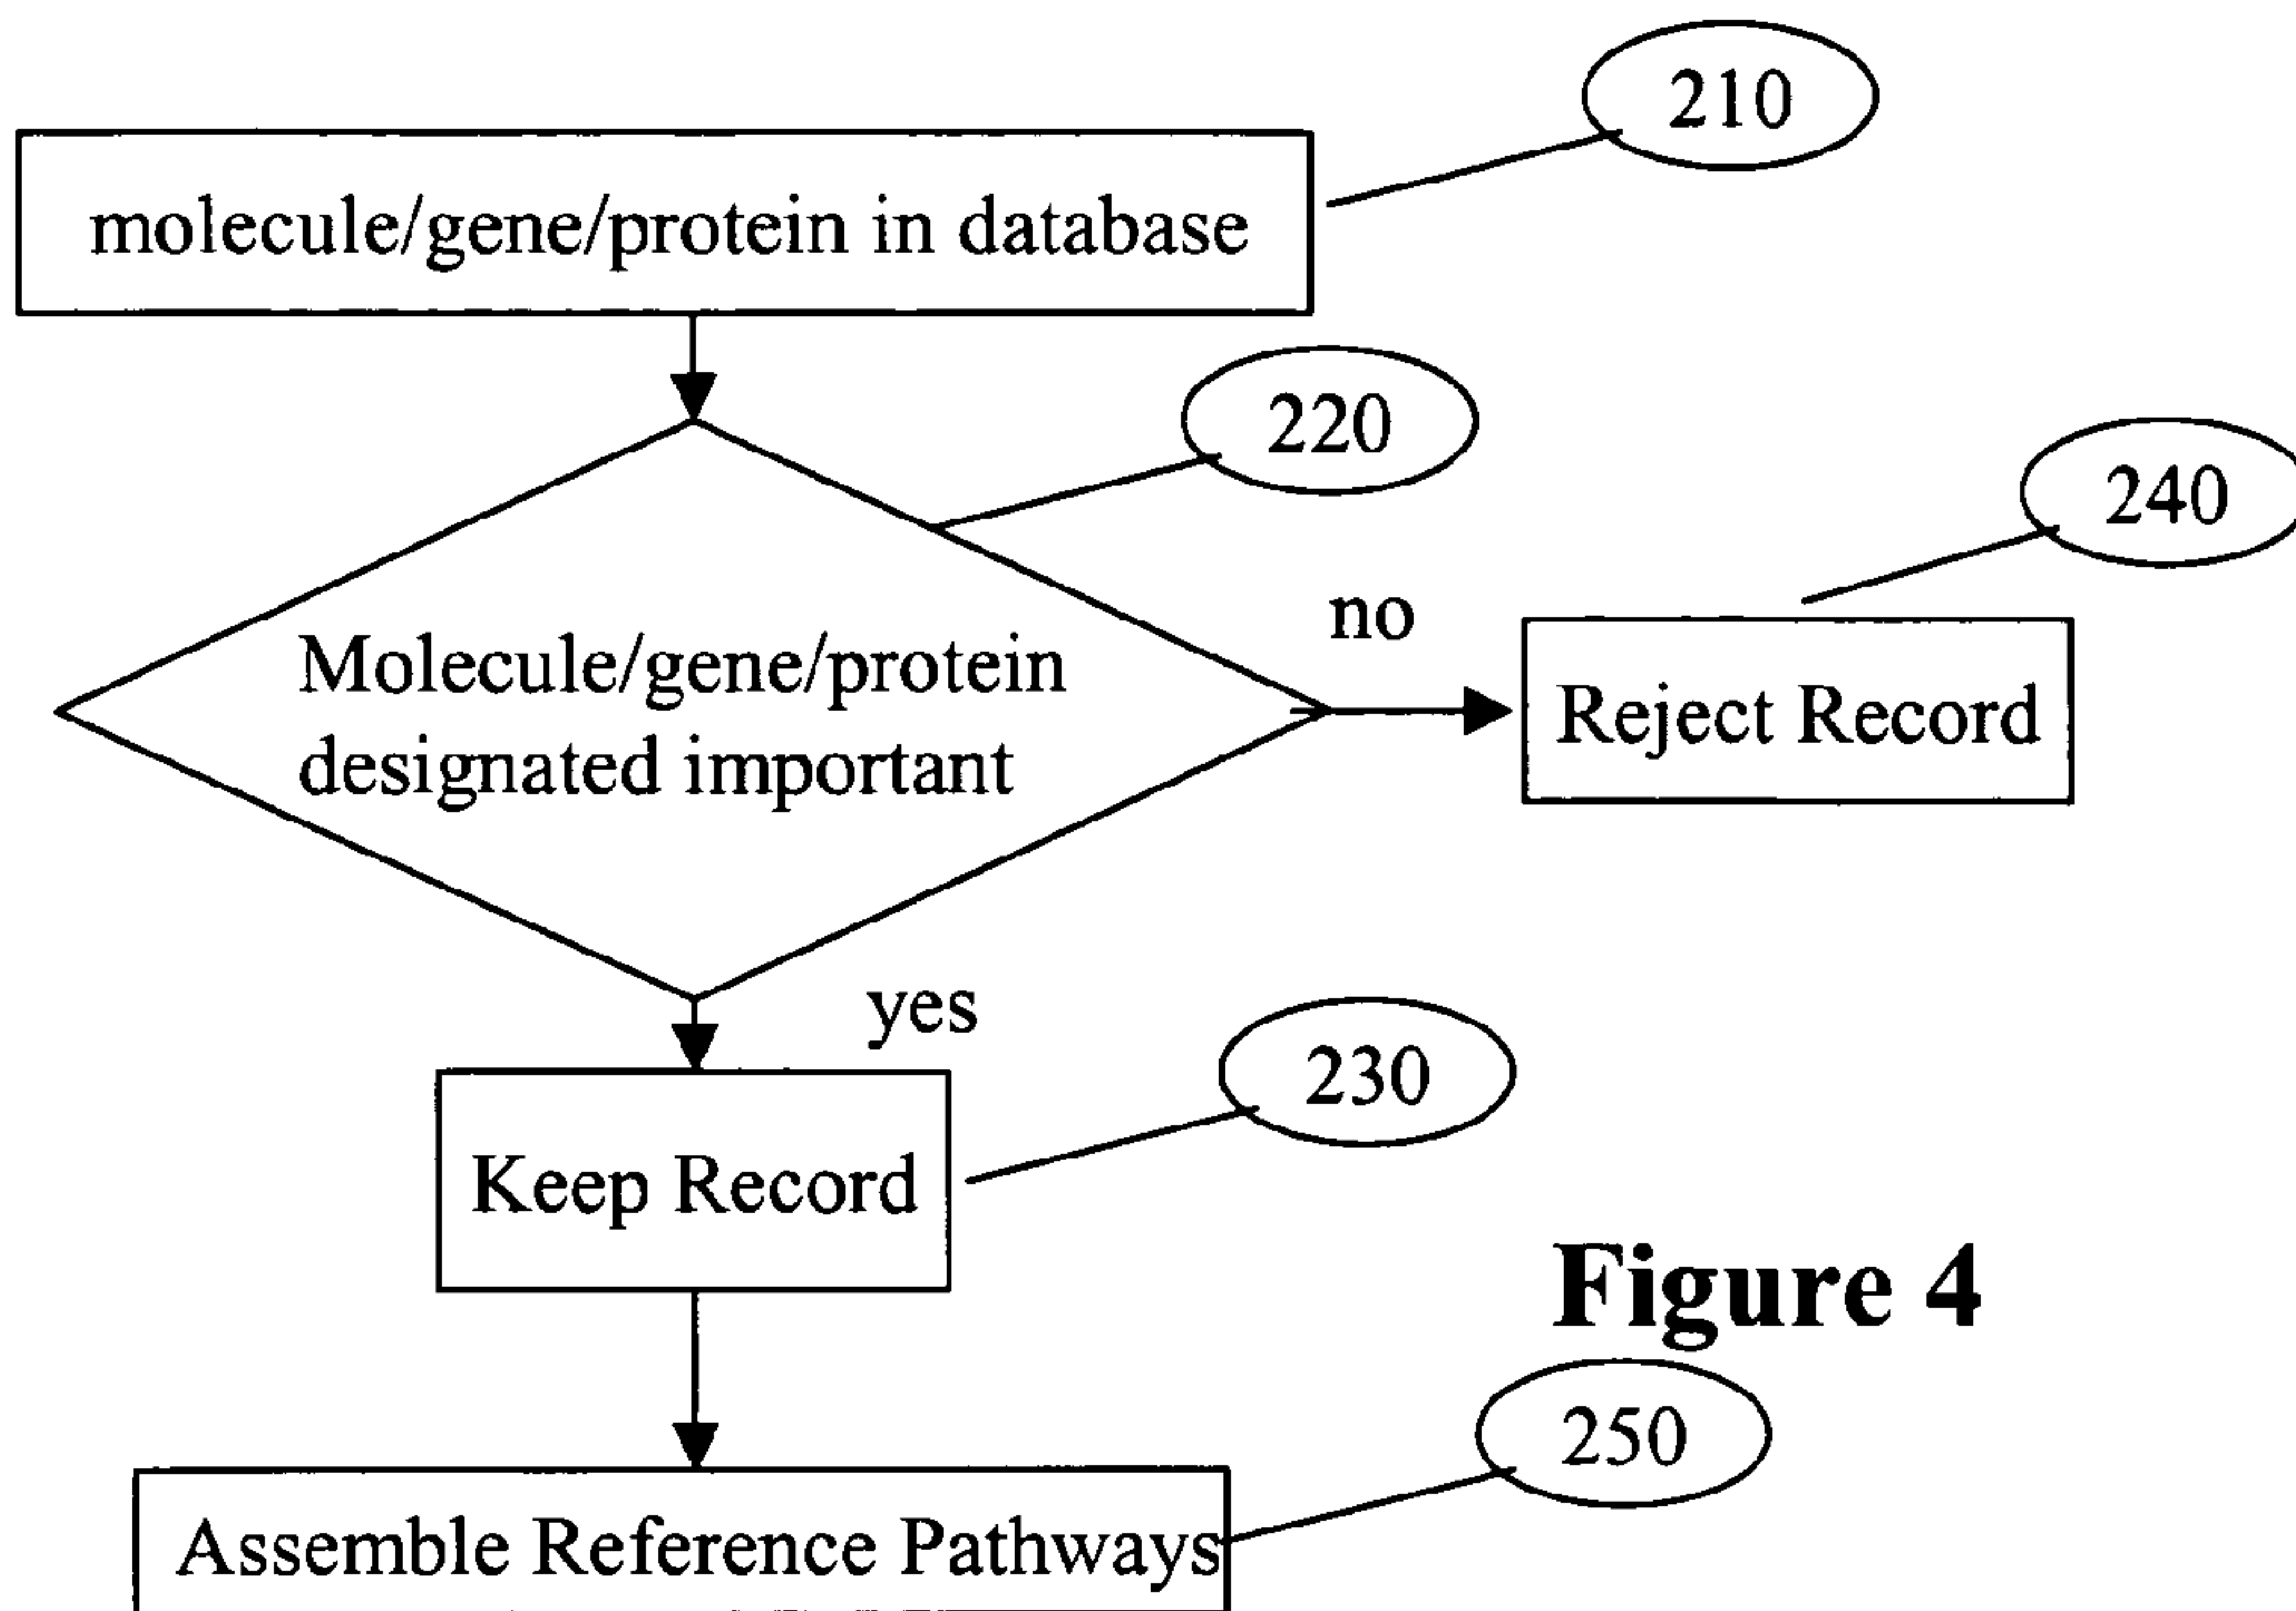 210
molecule/gene/protein in database
220
240
no
Molecule/gene/protein
designated important
Reject Record
yes
230
Keep Record
Figure 4
250
Assemble Reference Pathways